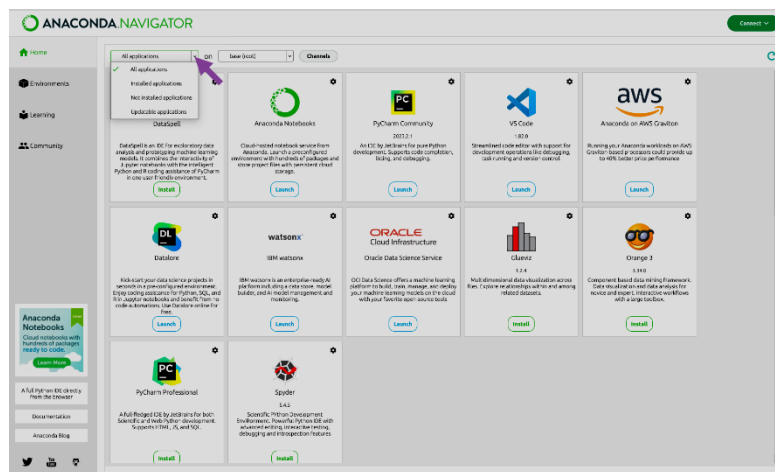 ANACONDA.NAVIGATOR
Connect
Home
Environments
Learning
Community
All applications
on
base (root)
Channels
All applications
Installed applications
Not installed applications
Updatable applications
DataSpell
DataSpell is an IDE for exploratory data
analysis and prototyping machine learning
models. It combines the interactivity of
Jupyter notebooks with the intelligent
Python and R coding assistance of PyCharm
in one user-friendly environment.
Install
Anaconda Notebooks
Cloud-hosted notebook service from
Anaconda. Launch a preconfigured
environment with hundreds of packages and
store project files with persistent cloud
storage.
Launch
PC
PyCharm Community
2023.2.1
An IDE by JetBrains for pure Python
development. Supports code completion,
listing, and debugging.
Launch
VS Code
1.82.0
Streamlined code editor with support for
development operations like debugging,
task running and version control.
Launch
aws
Anaconda on AWS Graviton
Running your Anaconda workloads on AWS
Graviton-based processors could provide up
to 40% better price performance
Launch
DL
Datalore
Kick-start your data science projects in
seconds in a pre-configured environment.
Enjoy coding assistance for Python, SQL, and
R in Jupyter notebooks and benefit from no-
code automations. Use Datalore online for
free.
Launch
watsonx
IBM watsonx
IBM watsonx is an enterprise-ready AI
platform including a data store, model
builder, and AI model management and
monitoring.
Launch
ORACLE
Cloud Infrastructure
Oracle Data Science Service
OCI Data Science offers a machine learning
platform to build, train, manage, and deploy
your machine learning models on the cloud
with your favorite open-source tools
Launch
Glueviz
1.2.4
Multidimensional data visualization across
files. Explore relationships within and among
related datasets.
Install
Orange 3
3.34.0
Component based data mining framework.
Data visualization and data analysis for
novice and expert. Interactive workflows
with a large toolbox.
Install
PC
PyCharm Professional
A full-fledged IDE by JetBrains for both
Scientific and Web Python development.
Supports HTML, JS, and SQL.
Install
Spyder
5.4.5
Scientific PYthon Development
EnviRonment. Powerful Python IDE with
advanced editing, interactive testing,
debugging and introspection features
Install
Anaconda
Notebooks
Cloud notebooks with
hundreds of packages
ready to code.
Learn More
A full Python IDE directly
from the browser
Documentation
Anaconda Blog